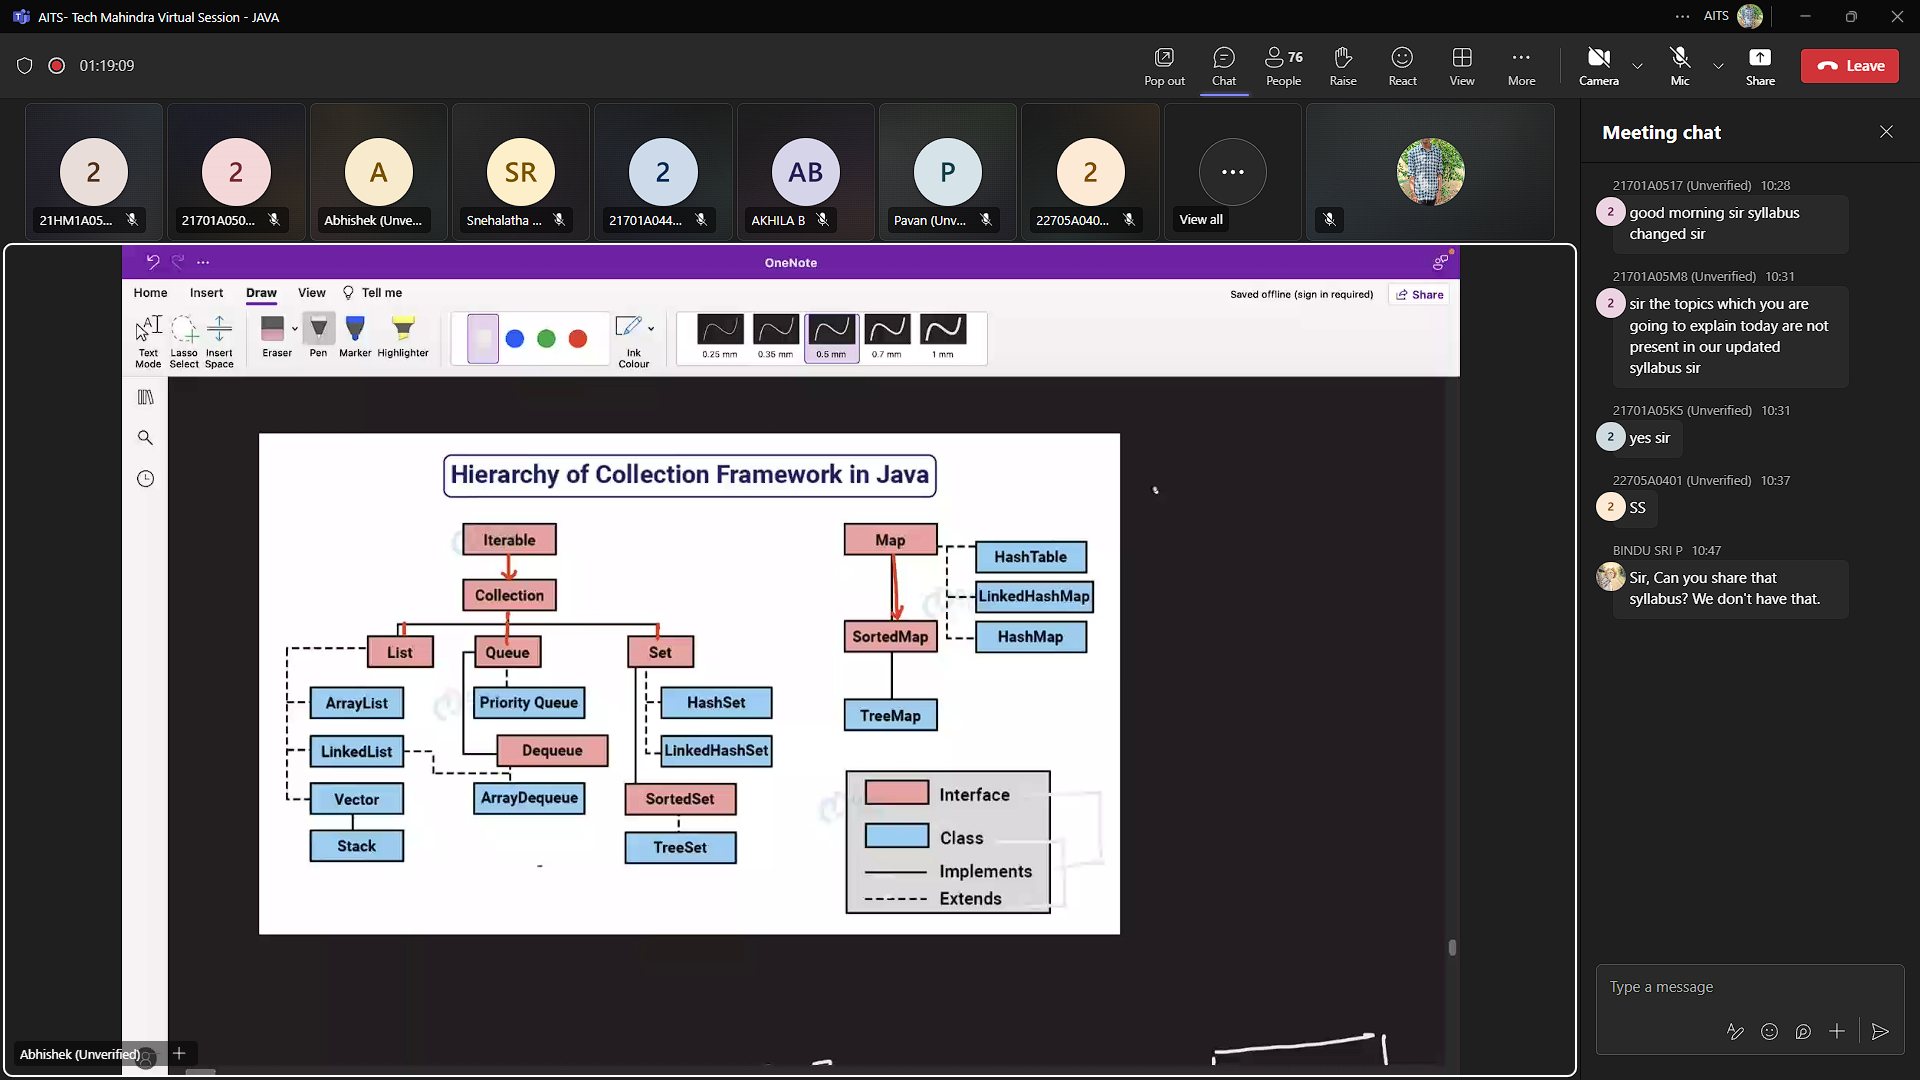 AITS- Tech Mahindra Virtual Session - JAVA
AITS
01:19:09
Pop out
Chat
76
People
Raise
React
View
More
Camera
Mic
Share
Leave
2
2
A
SR
2
AB
P
2
21HM1A05...
21701A050...
Abhishek (Unve...
Snehalatha ...
21701A044...
AKHILA B
Pavan (Unv...
22705A040...
View all
OneNote
Home
Insert
Draw
View
Tell me
Saved offline (sign in required)
Share
Text Mode
Lasso Select
Insert Space
Eraser
Pen
Marker
Highlighter
Ink Colour
0.25 mm
0.35 mm
0.5 mm
0.7 mm
1 mm
Hierarchy of Collection Framework in Java
Iterable
Collection
List
Queue
Set
ArrayList
LinkedList
Vector
Stack
Priority Queue
Dequeue
ArrayDequeue
HashSet
LinkedHashSet
SortedSet
TreeSet
Map
HashTable
LinkedHashMap
HashMap
SortedMap
TreeMap
Interface
Class
Implements
Extends
Abhishek (Unverified)
Meeting chat
21701A0517 (Unverified) 10:28
2
good morning sir syllabus
changed sir
21701A05M8 (Unverified) 10:31
2
sir the topics which you are
going to explain today are not
present in our updated
syllabus sir
21701A05K5 (Unverified) 10:31
2
yes sir
22705A0401 (Unverified) 10:37
2
SS
BINDU SRI P 10:47
Sir, Can you share that
syllabus? We don't have that.
Type a message